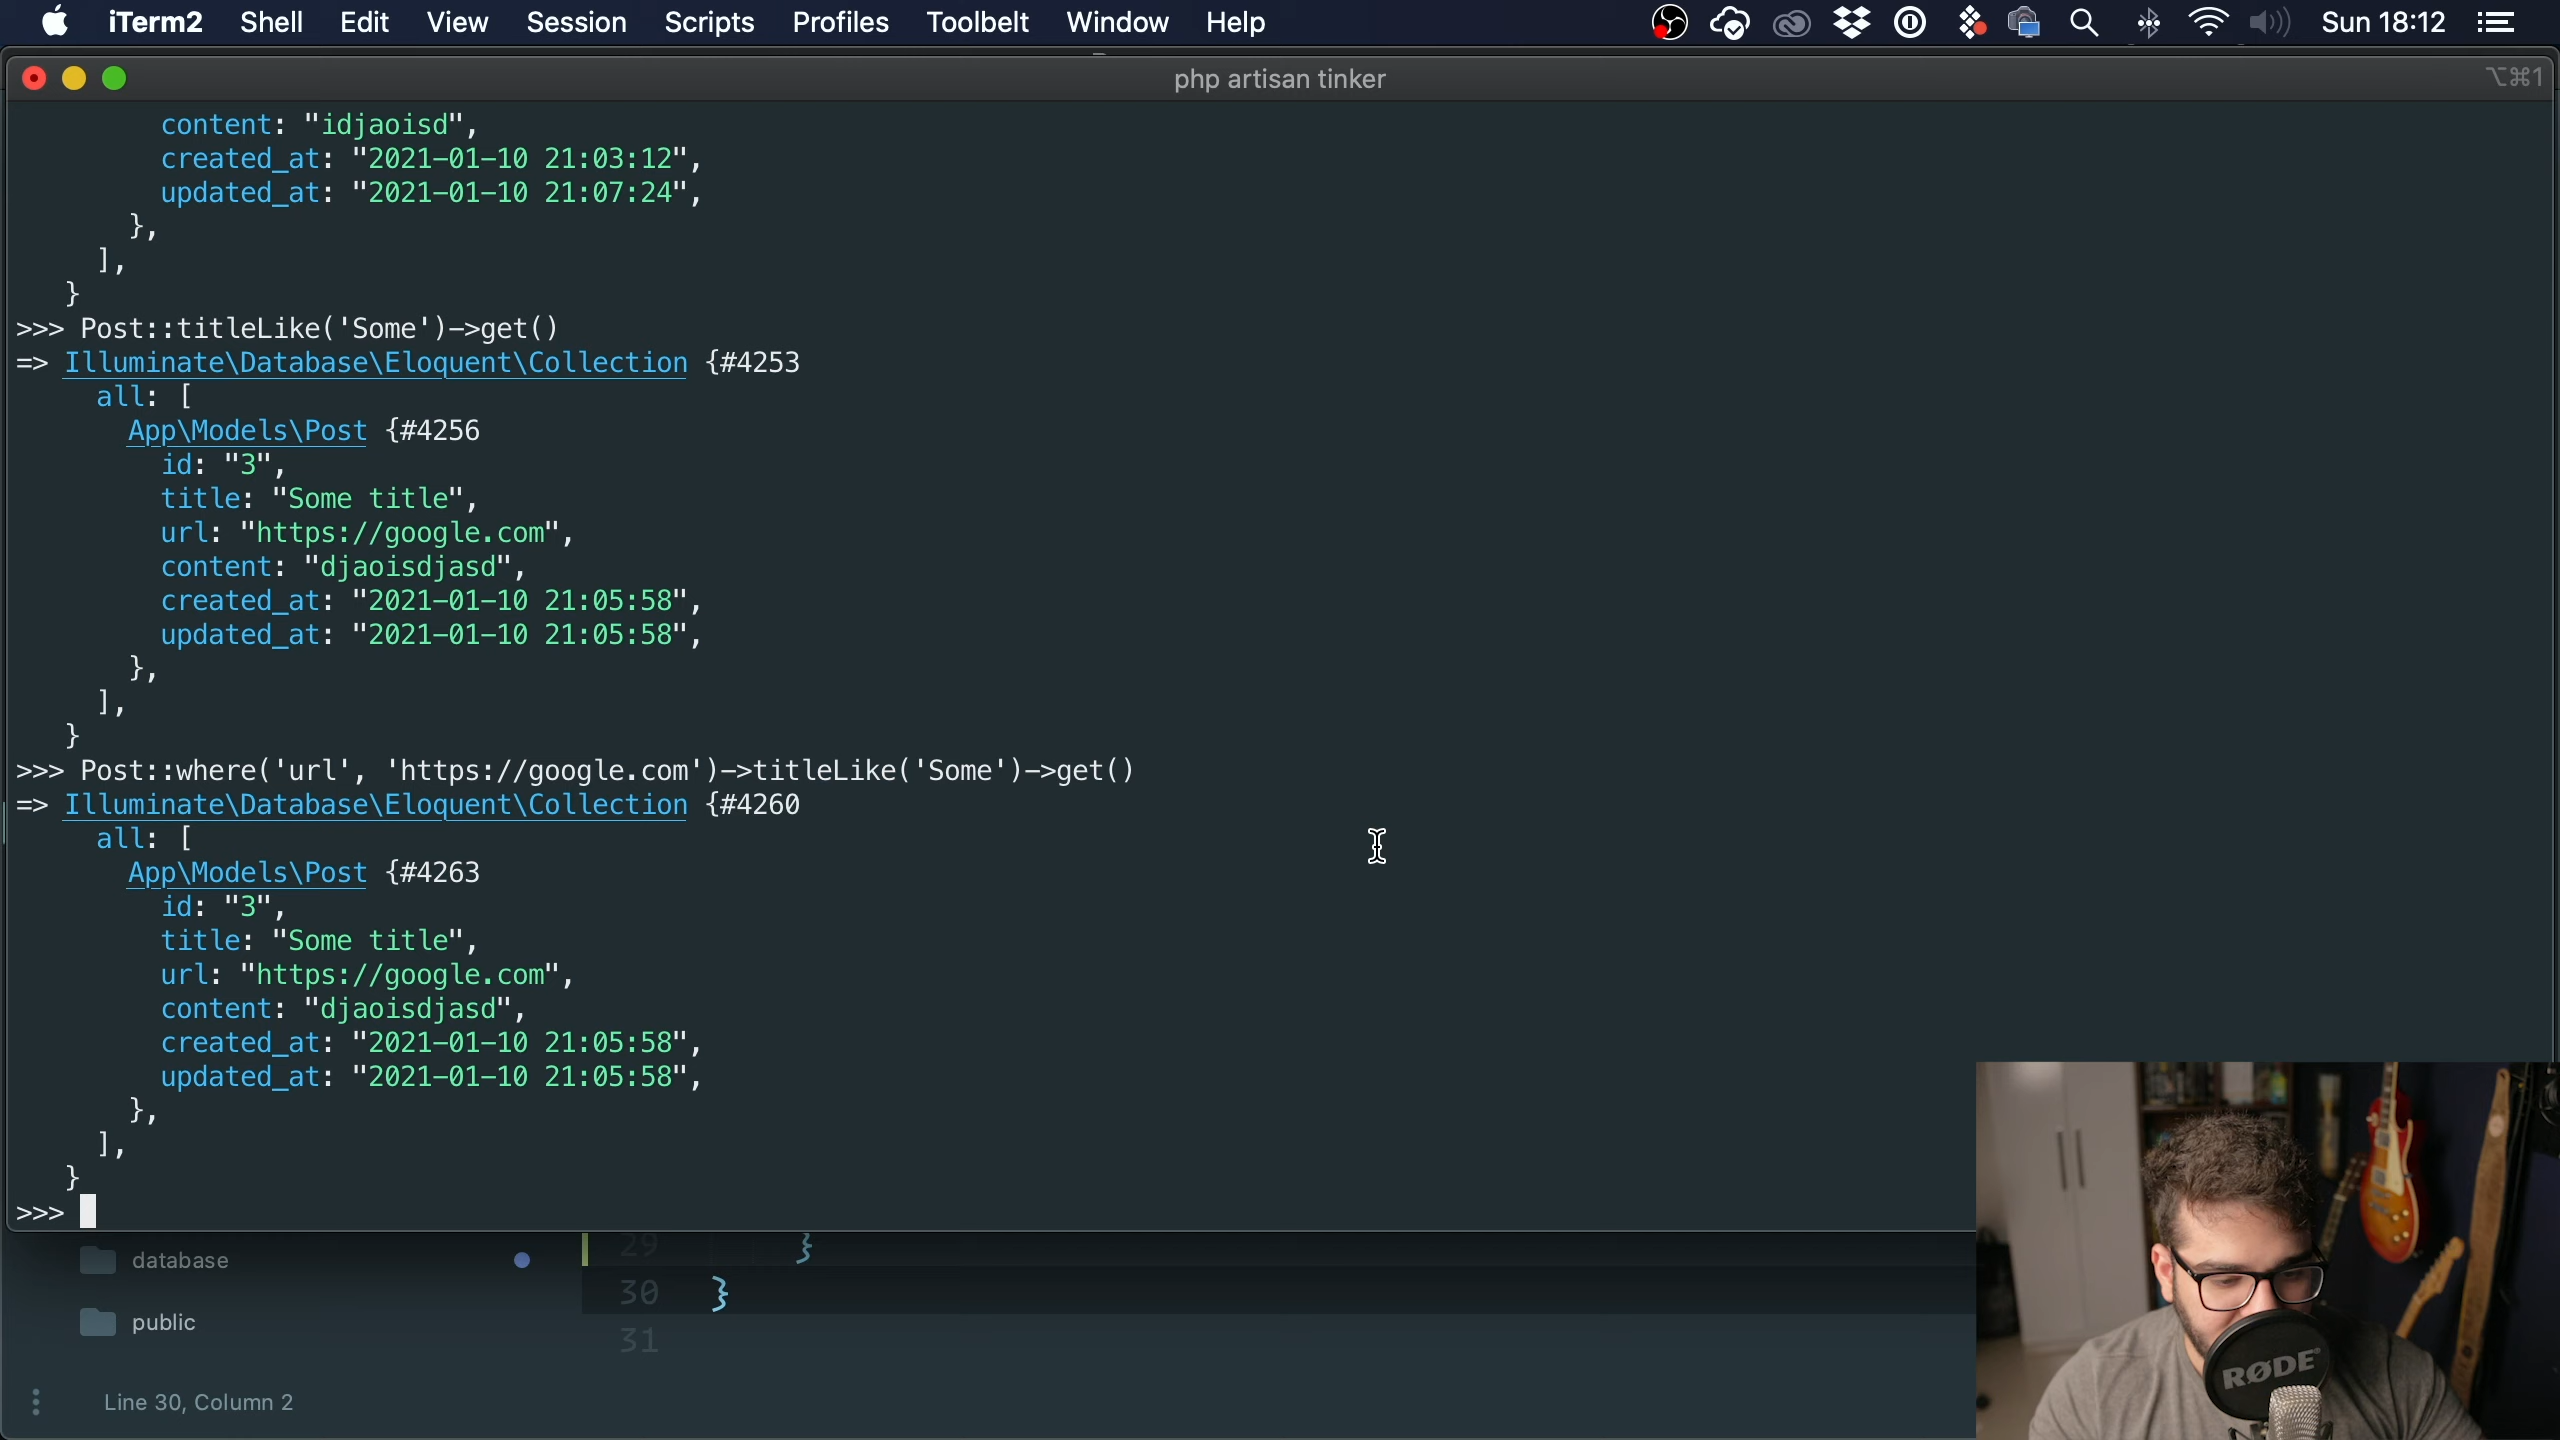 iTerm2 Shell Edit View Session Scripts Profiles Toolbelt Window Help Sun 18:12
php artisan tinker ⌥⌘1
content: "idjaoisd",
created_at: "2021-01-10 21:03:12",
updated_at: "2021-01-10 21:07:24",
},
],
}
>>> Post::titleLike('Some')->get()
=> Illuminate\Database\Eloquent\Collection {#4253
all: [
App\Models\Post {#4256
id: "3",
title: "Some title",
url: "https://google.com",
content: "djaoisdjasd",
created_at: "2021-01-10 21:05:58",
updated_at: "2021-01-10 21:05:58",
},
],
}
>>> Post::where('url', 'https://google.com')->titleLike('Some')->get()
=> Illuminate\Database\Eloquent\Collection {#4260
all: [
App\Models\Post {#4263
id: "3",
title: "Some title",
url: "https://google.com",
content: "djaoisdjasd",
created_at: "2021-01-10 21:05:58",
updated_at: "2021-01-10 21:05:58",
},
],
}
>>>
database
public
29 }
30 }
31
Line 30, Column 2
RØDE